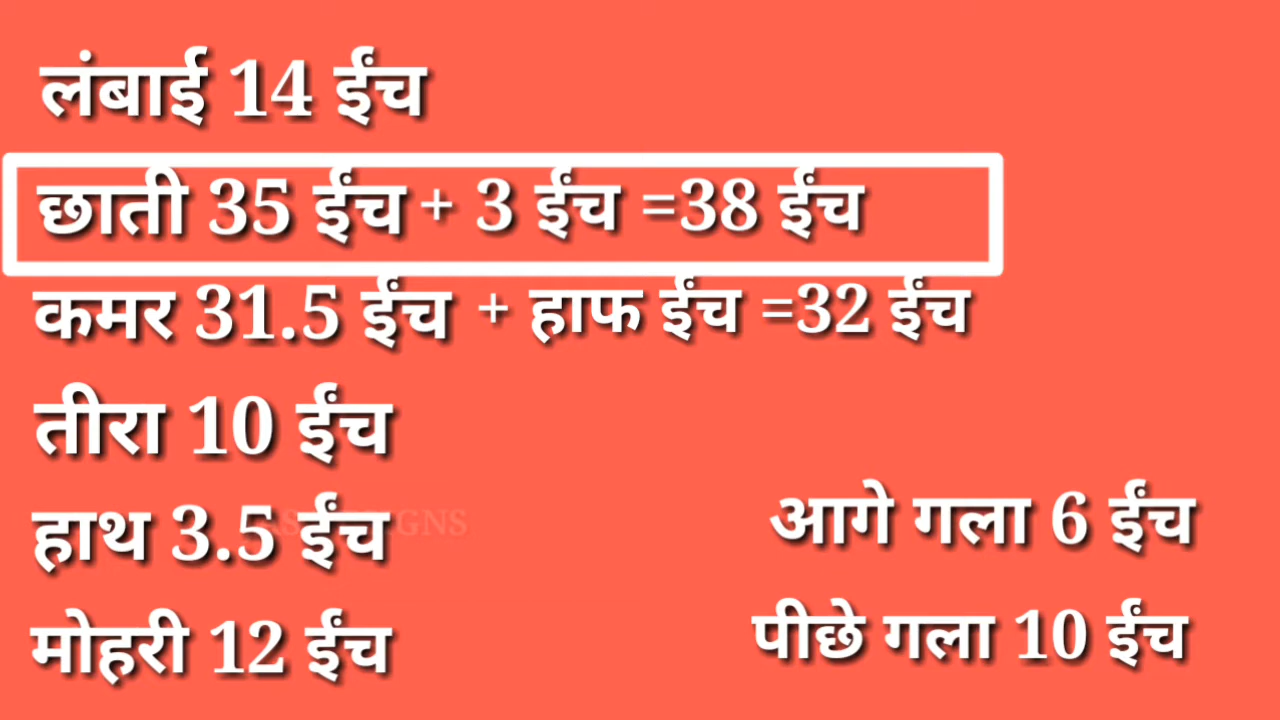 लंबाई 14 ईंच
छाती 35 ईंच + 3 ईंच =38 ईंच
कमर 31.5 ईंच + हाफ ईंच =32 ईंच
तीरा 10 ईंच
हाथ 3.5 ईंच
आगे गला 6 ईंच
मोहरी 12 ईंच
पीछे गला 10 ईंच